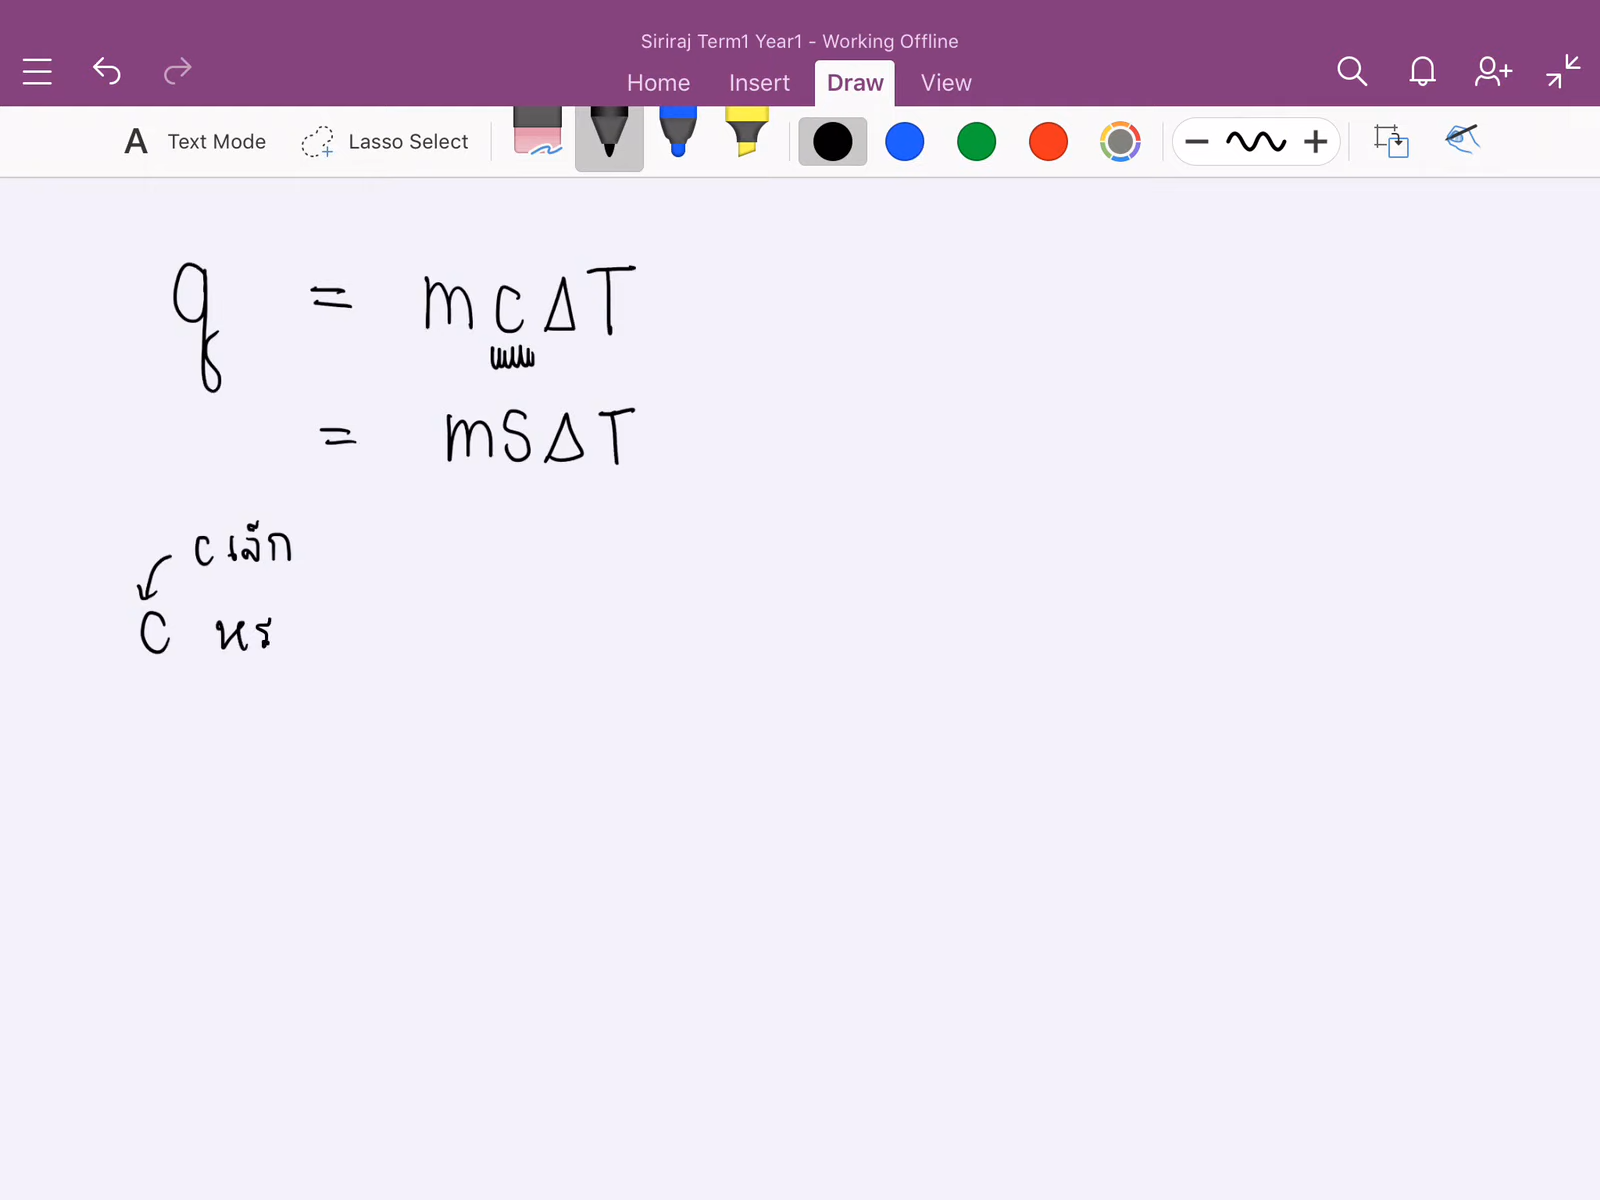 Siriraj Term1 Year1 - Working Offline
Home Insert Draw View
A Text Mode Lasso Select
q = mcΔT
= msΔT
c เล็ก
c หร